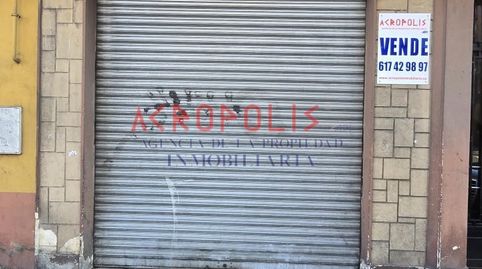 ACROPOLIS
AGENCIA DE LA PROPIEDAD
INMOBILIARIA
ACROPOLIS
VENDE
617 42 98 97